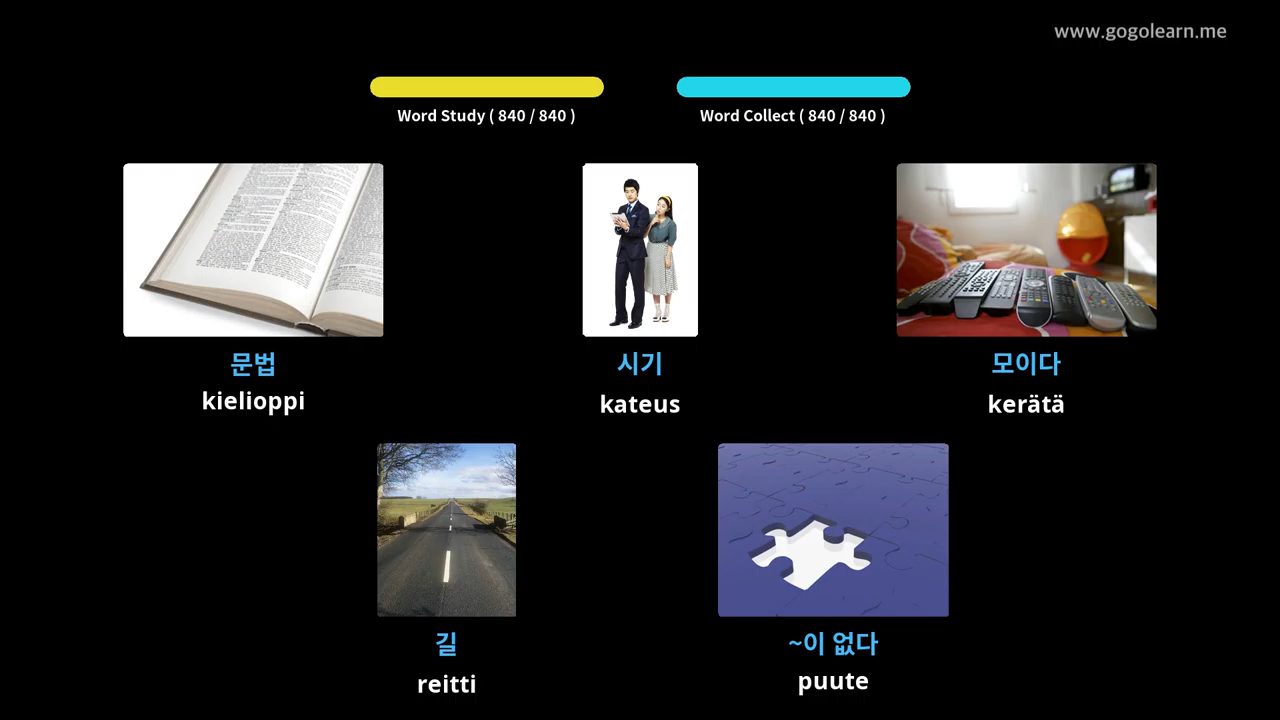 www.gogolearn.me
Word Study ( 840 / 840 )
Word Collect ( 840 / 840 )
문법
kielioppi
시기
kateus
모이다
kerätä
길
reitti
~이 없다
puute